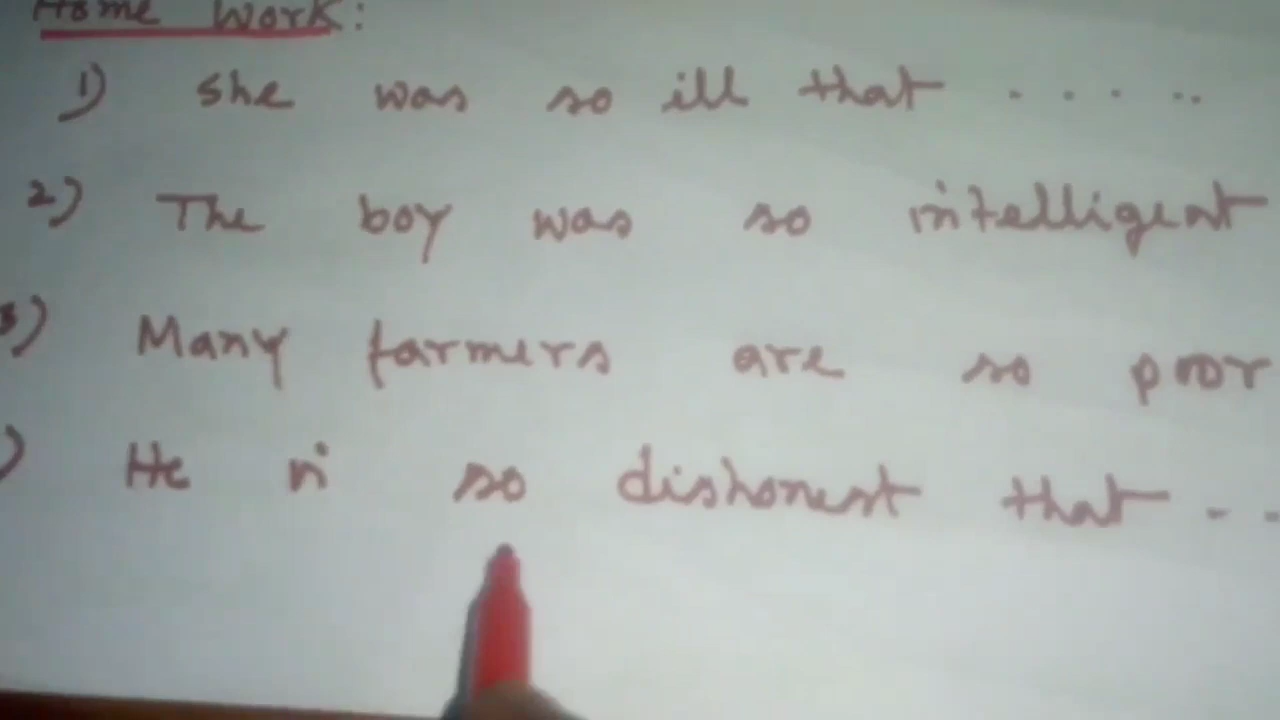 Home Work:
1) She was so ill that . . . . . .
2) The boy was so intelligent
3) Many farmers are so poor
) He is so dishonest that - -